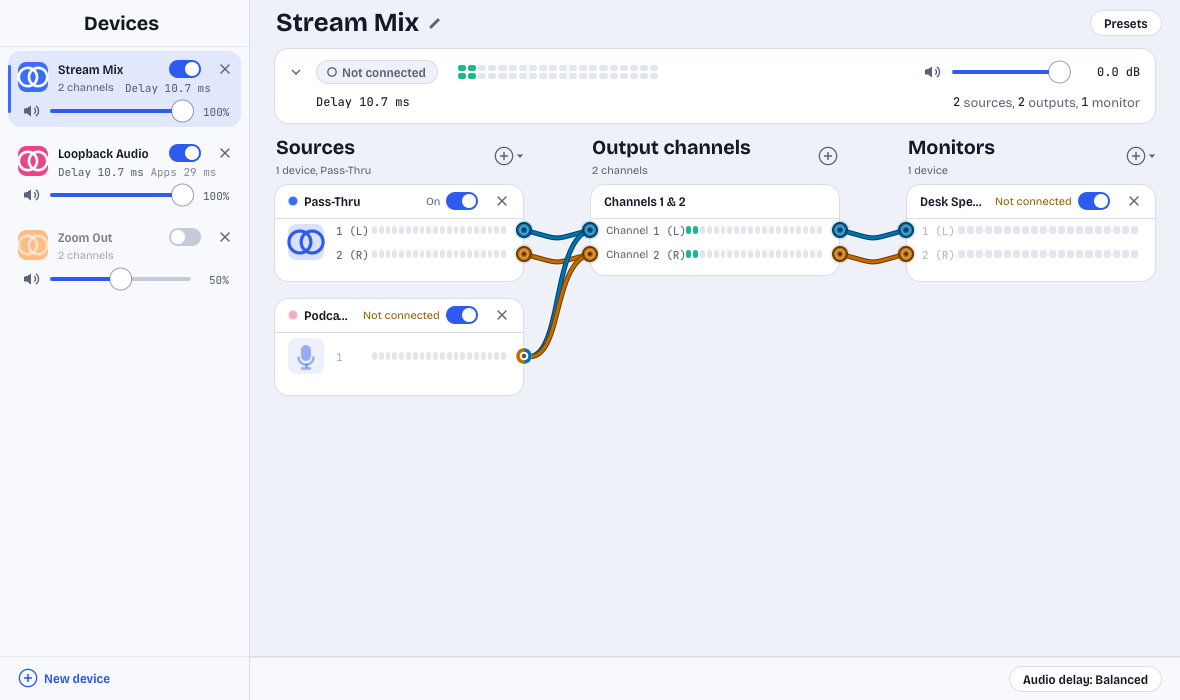 Devices
Stream Mix
2 channels Delay 10.7 ms
100%
Loopback Audio
Delay 10.7 ms Apps 29 ms
100%
Zoom Out
2 channels
50%
New device
Stream Mix
Presets
Not connected
0.0 dB
Delay 10.7 ms
2 sources, 2 outputs, 1 monitor
Sources
1 device, Pass-Thru
Pass-Thru On
1 (L)
2 (R)
Podca... Not connected
1
Output channels
2 channels
Channels 1 & 2
Channel 1 (L)
Channel 2 (R)
Monitors
1 device
Desk Spe... Not connected
1 (L)
2 (R)
Audio delay: Balanced